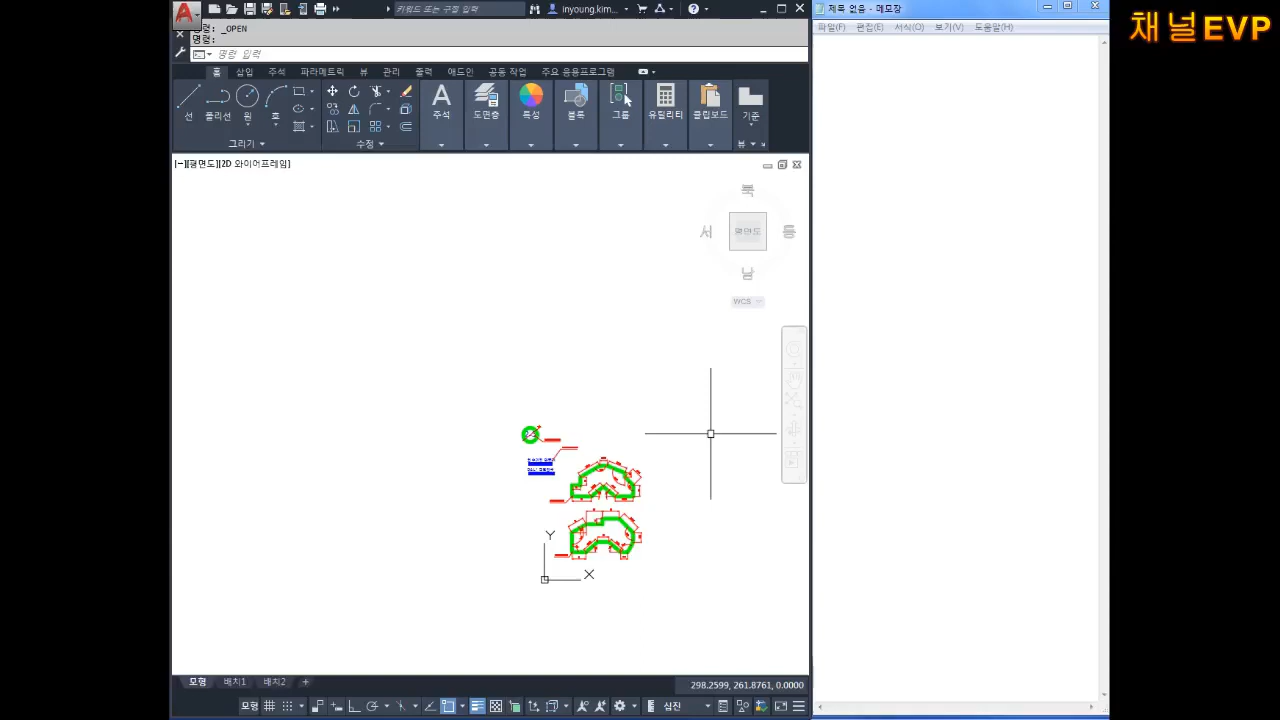 채널EVP
키워드 또는 구절 입력
inyoung.kim...
명령: _OPEN
명령:
명령 입력
홈 삽입 주석 파라메트릭 뷰 관리 출력 애드인 공동 작업 주요 응용프로그램
선 폴리선 원 호 주석 도면층 특성 블록 그룹 유틸리티 클립보드 기준
그리기 수정 뷰
[-][평면도][2D 와이어프레임]
북
서 평면도 동
남
WCS
Y
X
모형 배치1 배치2 +
298.2599, 261.8761, 0.0000
모형 십진
제목 없음 - 메모장
파일(F) 편집(E) 서식(O) 보기(V) 도움말(H)